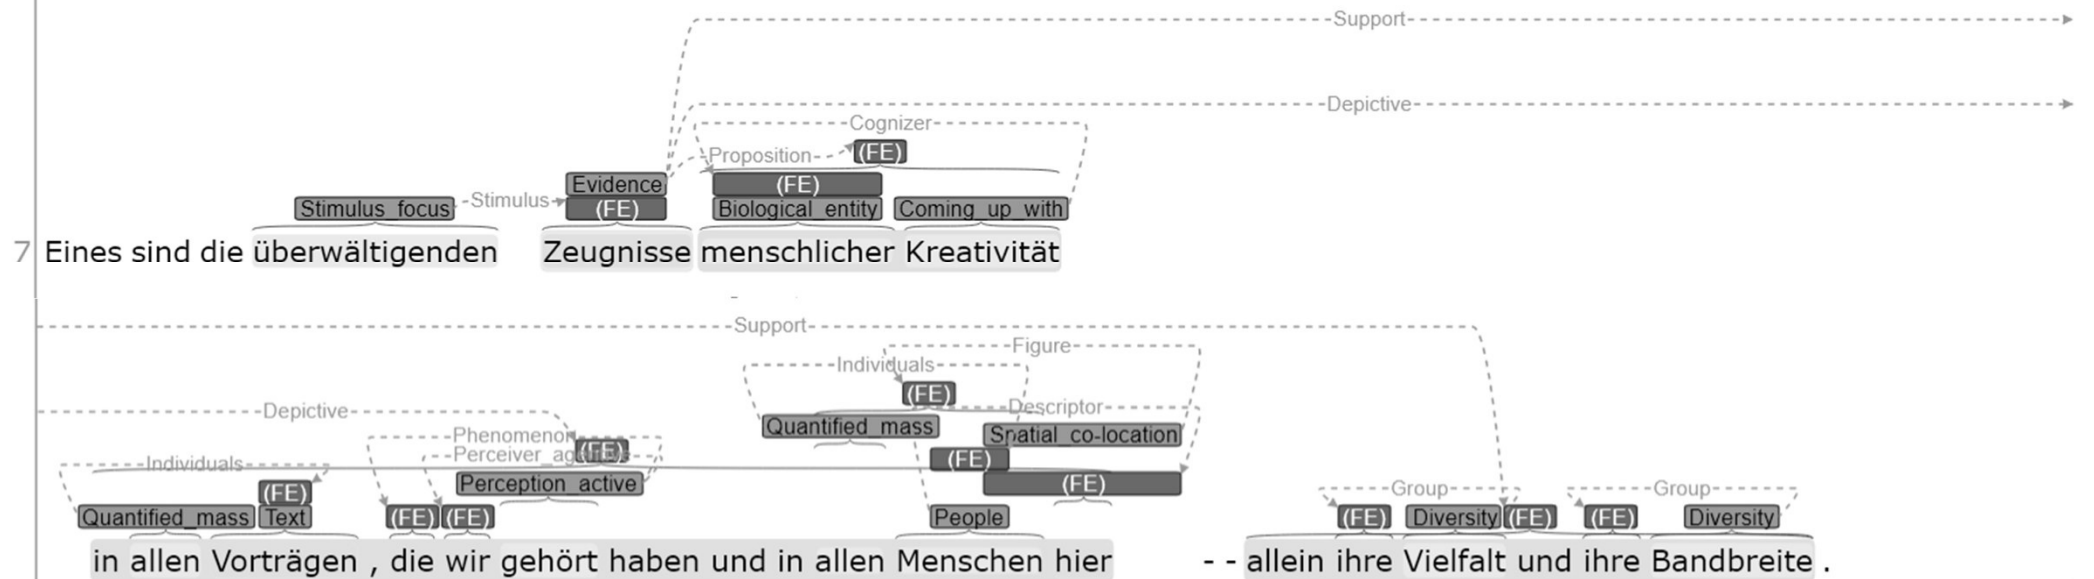 Support
Depictive
Cognizer
Proposition (FE)
Evidence (FE)
Stimulus_focus Stimulus (FE) Biological_entity Coming_up_with
7 Eines sind die überwältigenden Zeugnisse menschlicher Kreativität
Support
Figure
Individuals
(FE)
Depictive Descriptor
Quantified_mass
Phenomenon (FE) Spatial_co-location
Perceiver_agentive
Individuals (FE)
Perception_active (FE)
(FE) Group Group
Quantified_mass Text (FE) (FE) People (FE) Diversity (FE) (FE) Diversity
in allen Vorträgen , die wir gehört haben und in allen Menschen hier - - allein ihre Vielfalt und ihre Bandbreite .